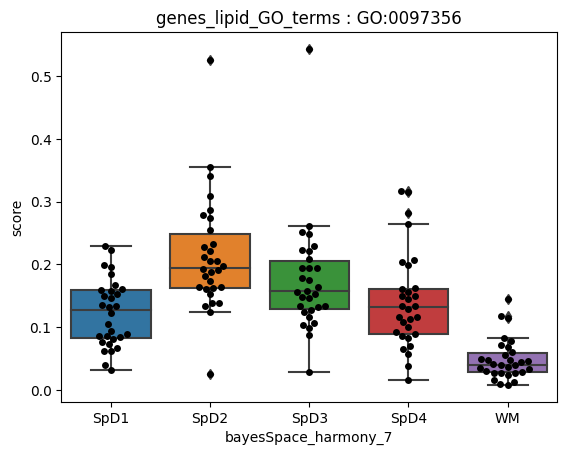 genes_lipid_GO_terms : GO:0097356
score
0.5
0.4
0.3
0.2
0.1
0.0
SpD1 SpD2 SpD3 SpD4 WM
bayesSpace_harmony_7